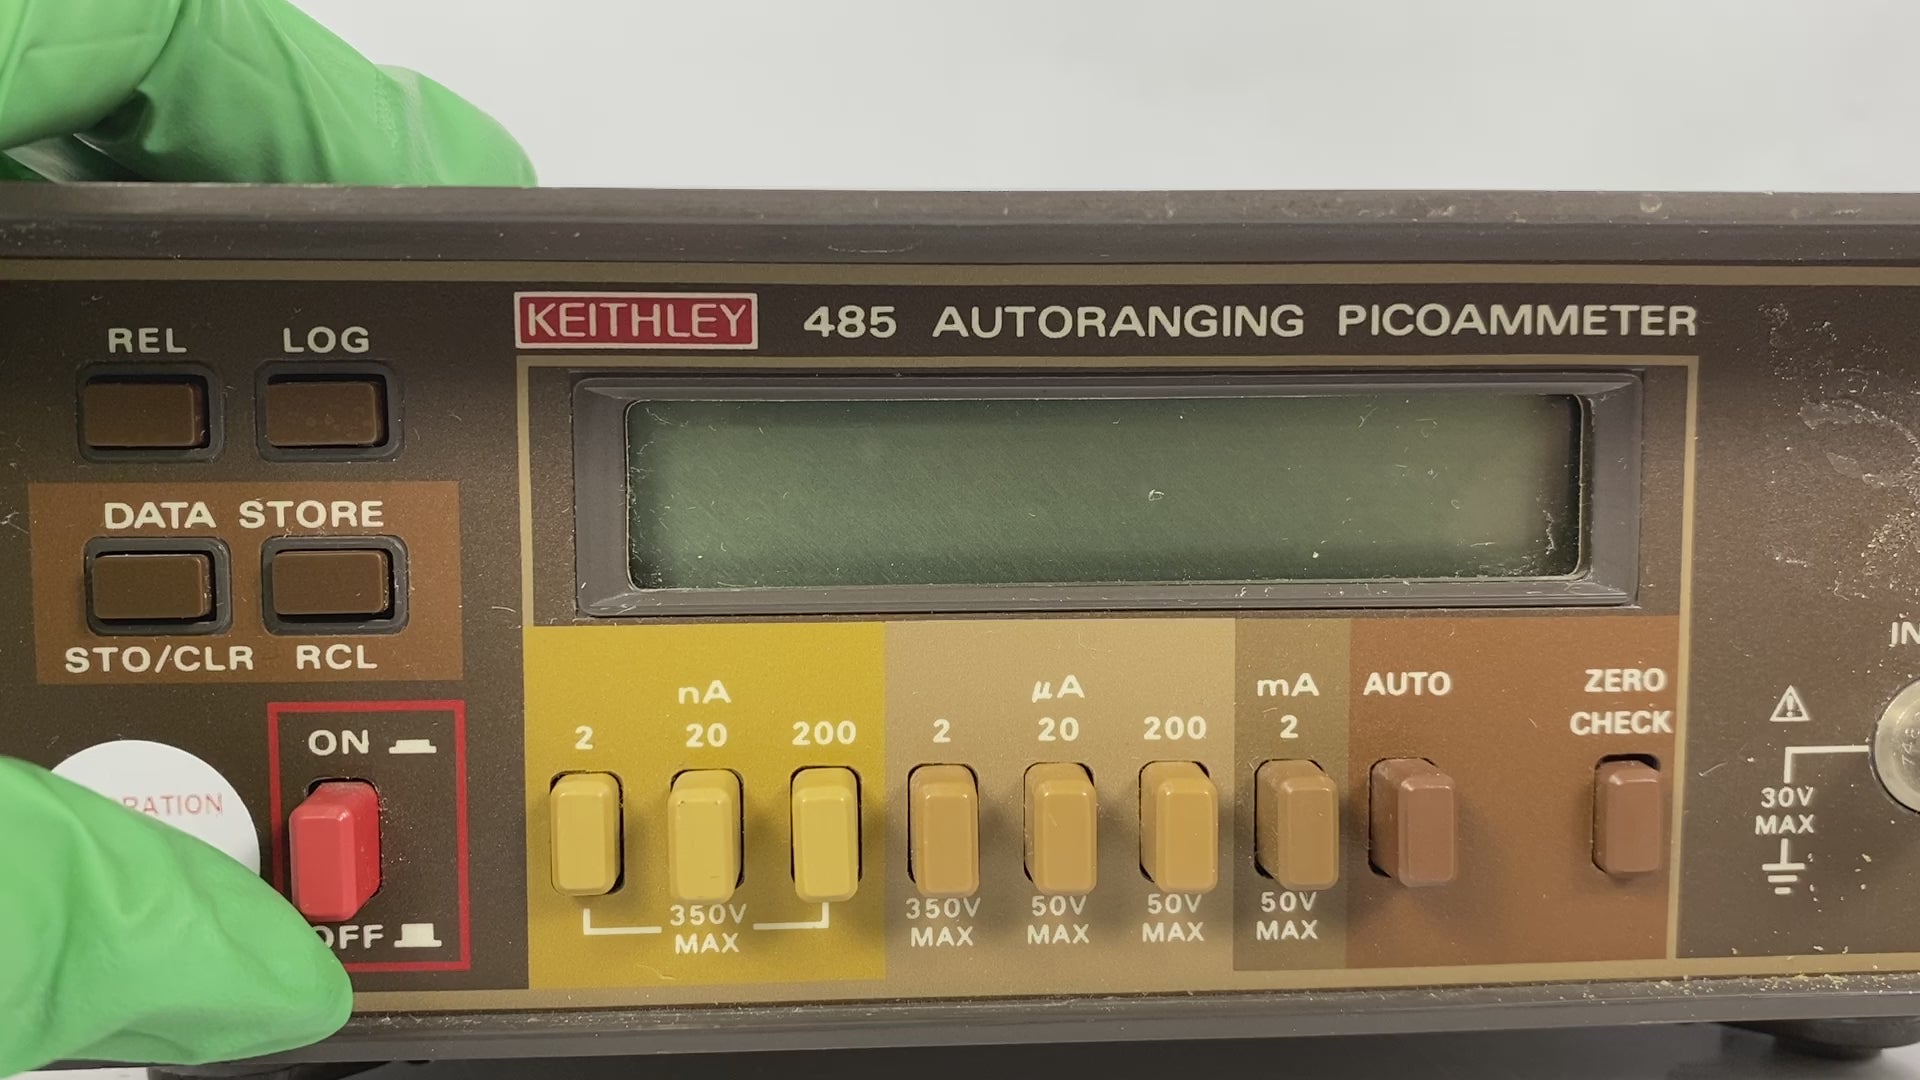 KEITHLEY 485 AUTORANGING PICOAMMETER
REL LOG
DATA STORE
STO/CLR RCL
ON
OFF
nA
2 20 200
350V
MAX
µA
2 20 200
350V
MAX
50V
MAX
50V
MAX
mA
2
50V
MAX
AUTO
ZERO
CHECK
30V
MAX